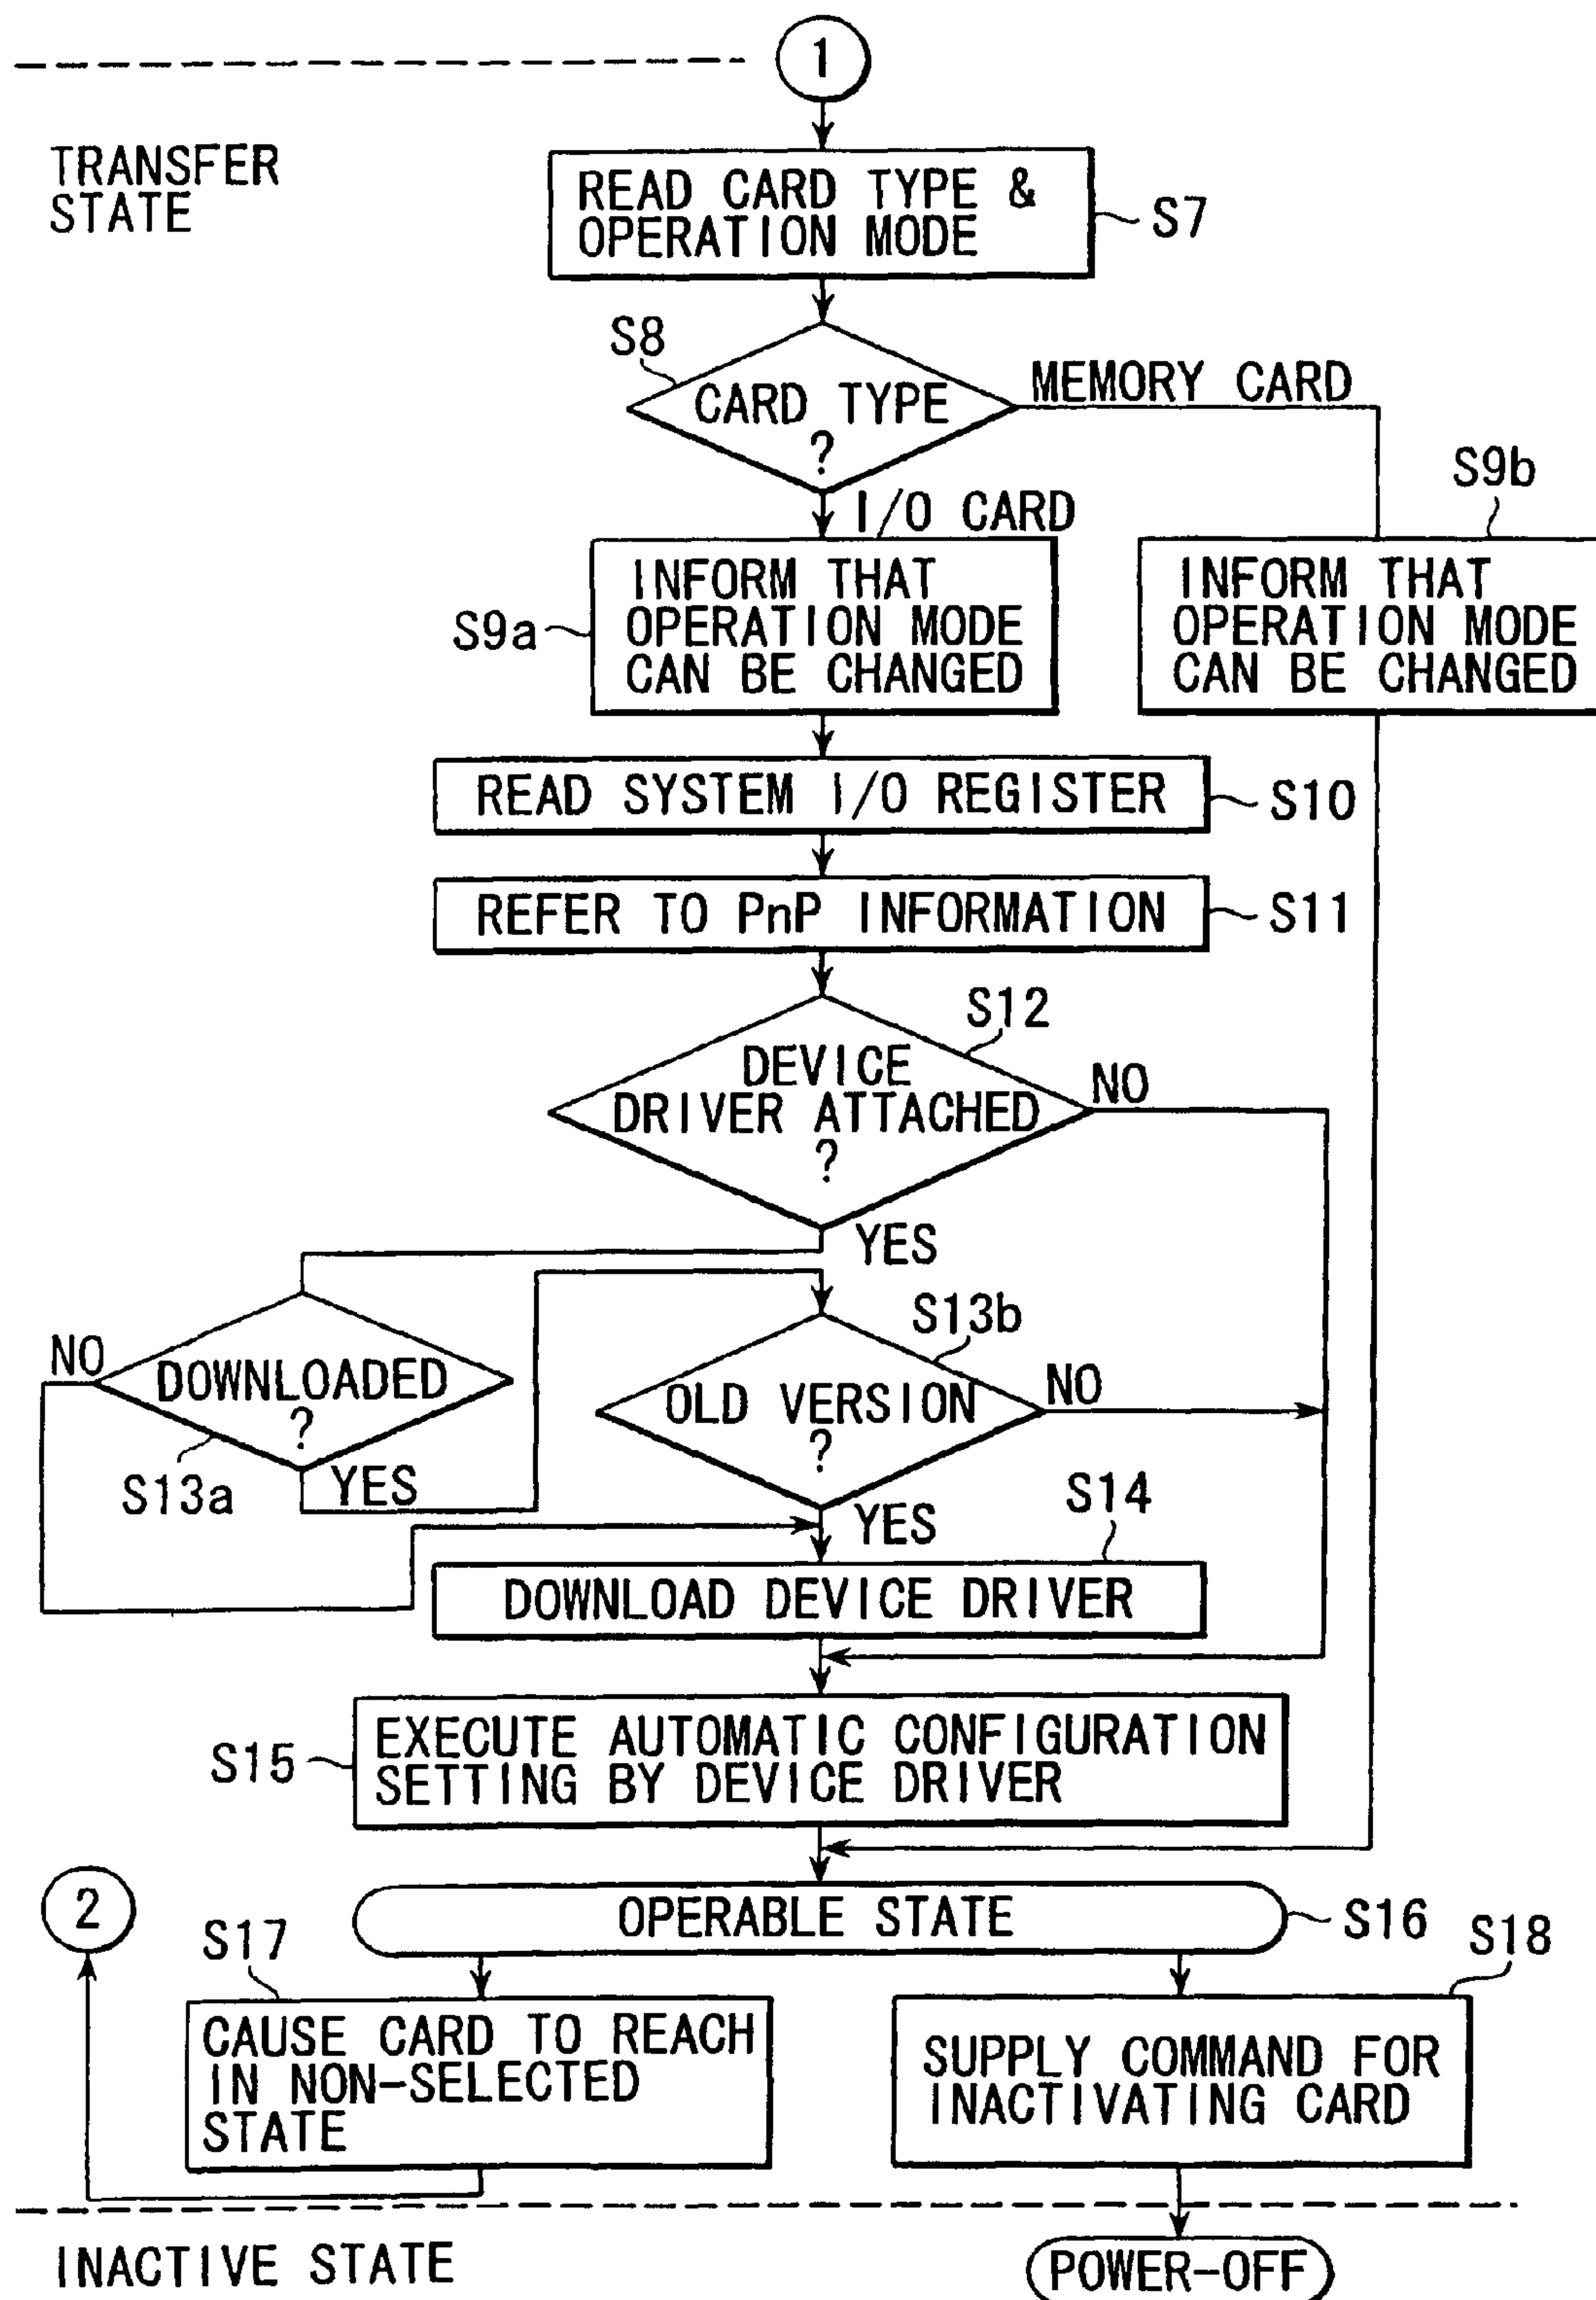 1
TRANSFER
STATE
READ CARD TYPE &
OPERATION MODE
S7
S8
CARD TYPE
?
MEMORY CARD
I/O CARD
S9b
S9a
INFORM THAT
OPERATION MODE
CAN BE CHANGED
INFORM THAT
OPERATION MODE
CAN BE CHANGED
READ SYSTEM I/O REGISTER
S10
REFER TO PnP INFORMATION
S11
S12
DEVICE
DRIVER ATTACHED
?
NO
YES
S13b
NO
DOWNLOADED
?
S13a
YES
OLD VERSION
?
NO
YES
S14
DOWNLOAD DEVICE DRIVER
S15
EXECUTE AUTOMATIC CONFIGURATION
SETTING BY DEVICE DRIVER
2
OPERABLE STATE
S16
S17
S18
CAUSE CARD TO REACH
IN NON-SELECTED
STATE
SUPPLY COMMAND FOR
INACTIVATING CARD
INACTIVE STATE
POWER-OFF